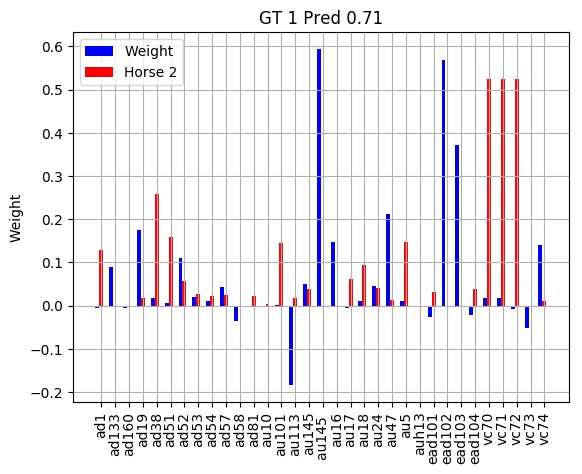 GT 1 Pred 0.71
Weight
Horse 2
Weight
0.6
0.5
0.4
0.3
0.2
0.1
0.0
−0.1
−0.2
ad1
ad133
ad160
ad19
ad38
ad51
ad52
ad53
ad54
ad57
ad58
ad81
au10
au101
au113
au145
au145
au16
au17
au18
au24
au47
au5
auh13
ead101
ead102
ead103
ead104
vc70
vc71
vc72
vc73
vc74